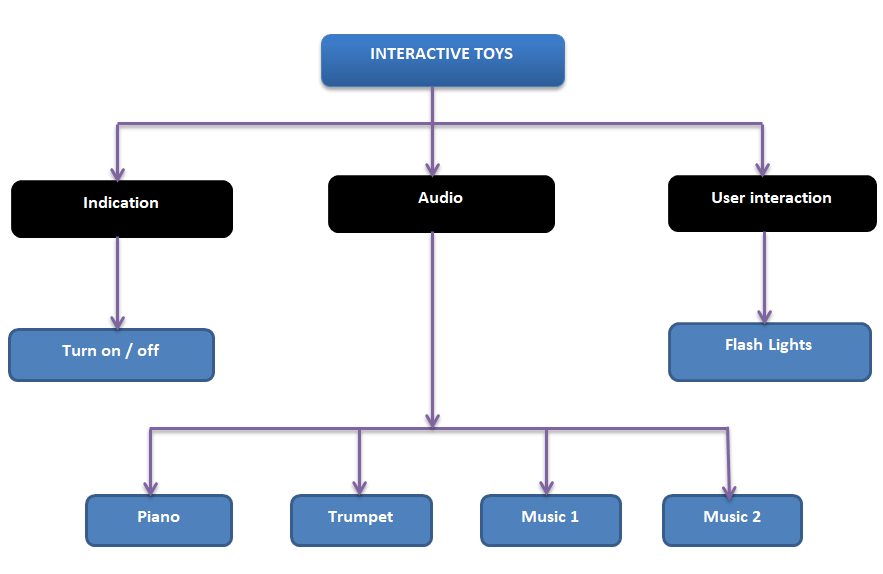 INTERACTIVE TOYS
Indication
Audio
User interaction
Turn on / off
Flash Lights
Piano
Trumpet
Music 1
Music 2